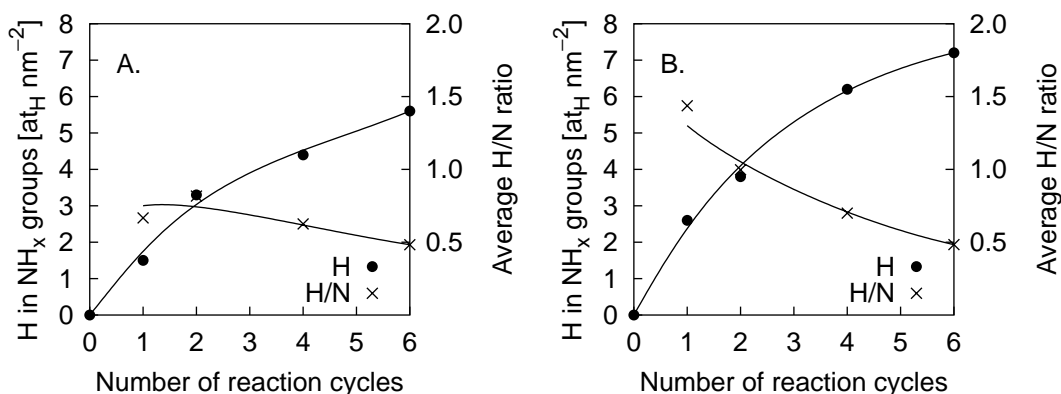 A.
H in NHₓ groups [at_H nm⁻²]
8
7
6
5
4
3
2
1
0
2.0
1.5
1.0
0.5
Average H/N ratio
H
H/N
0 1 2 3 4 5 6
Number of reaction cycles
B.
H in NHₓ groups [at_H nm⁻²]
8
7
6
5
4
3
2
1
0
2.0
1.5
1.0
0.5
Average H/N ratio
H
H/N
0 1 2 3 4 5 6
Number of reaction cycles